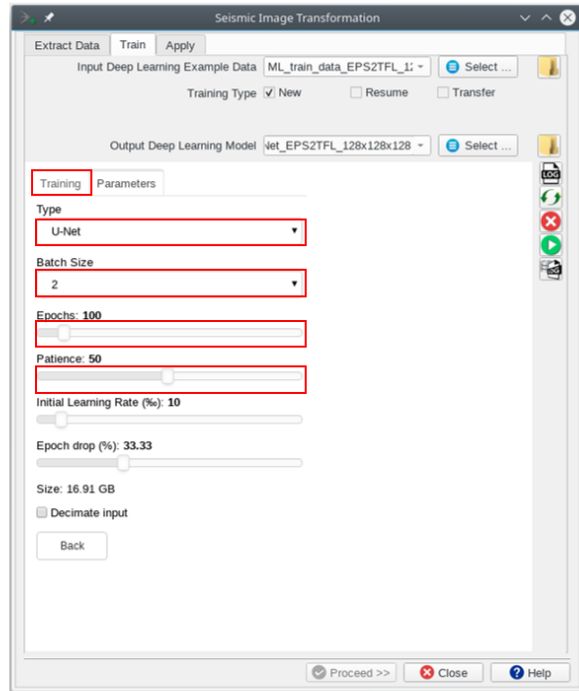 Seismic Image Transformation
Extract Data Train Apply
Input Deep Learning Example Data ML_train_data_EPS2TFL_12 Select ...
Training Type New Resume Transfer
Output Deep Learning Model Net_EPS2TFL_128x128x128 Select ...
LOG
Training Parameters
Type
U-Net
Batch Size
2
Epochs: 100
Patience: 50
Initial Learning Rate (‰): 10
Epoch drop (%): 33.33
Size: 16.91 GB
Decimate input
Back
Proceed >> Close Help